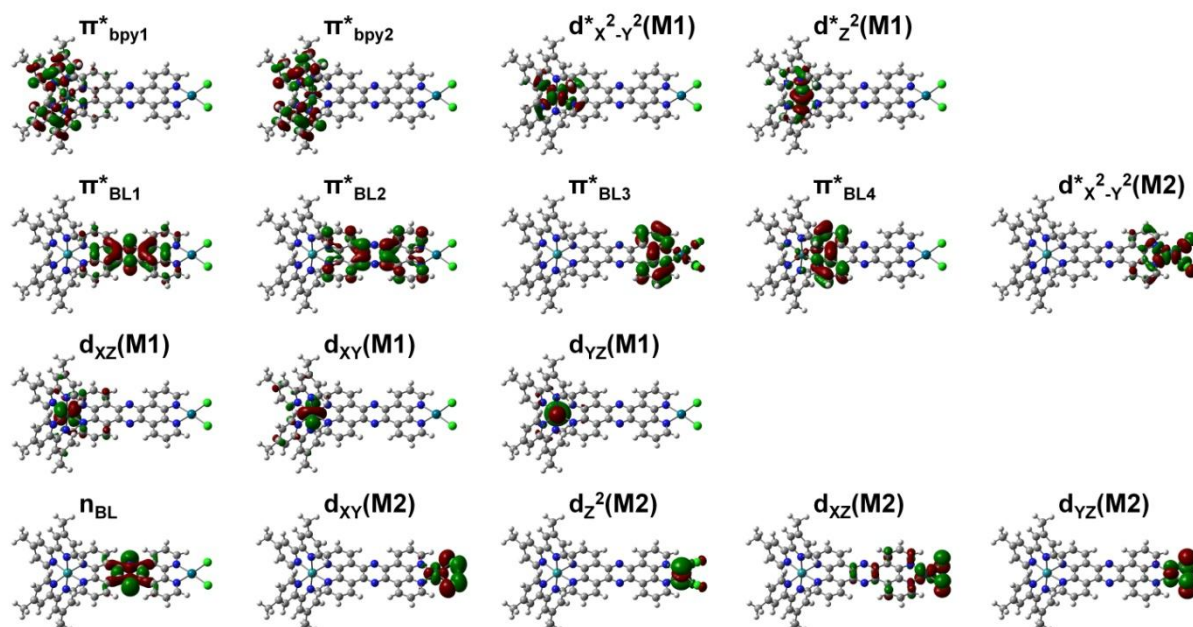 π*bpy1
π*bpy2
d*X²-Y²(M1)
d*Z²(M1)
π*BL1
π*BL2
π*BL3
π*BL4
d*X²-Y²(M2)
dXZ(M1)
dXY(M1)
dYZ(M1)
nBL
dXY(M2)
dZ²(M2)
dXZ(M2)
dYZ(M2)